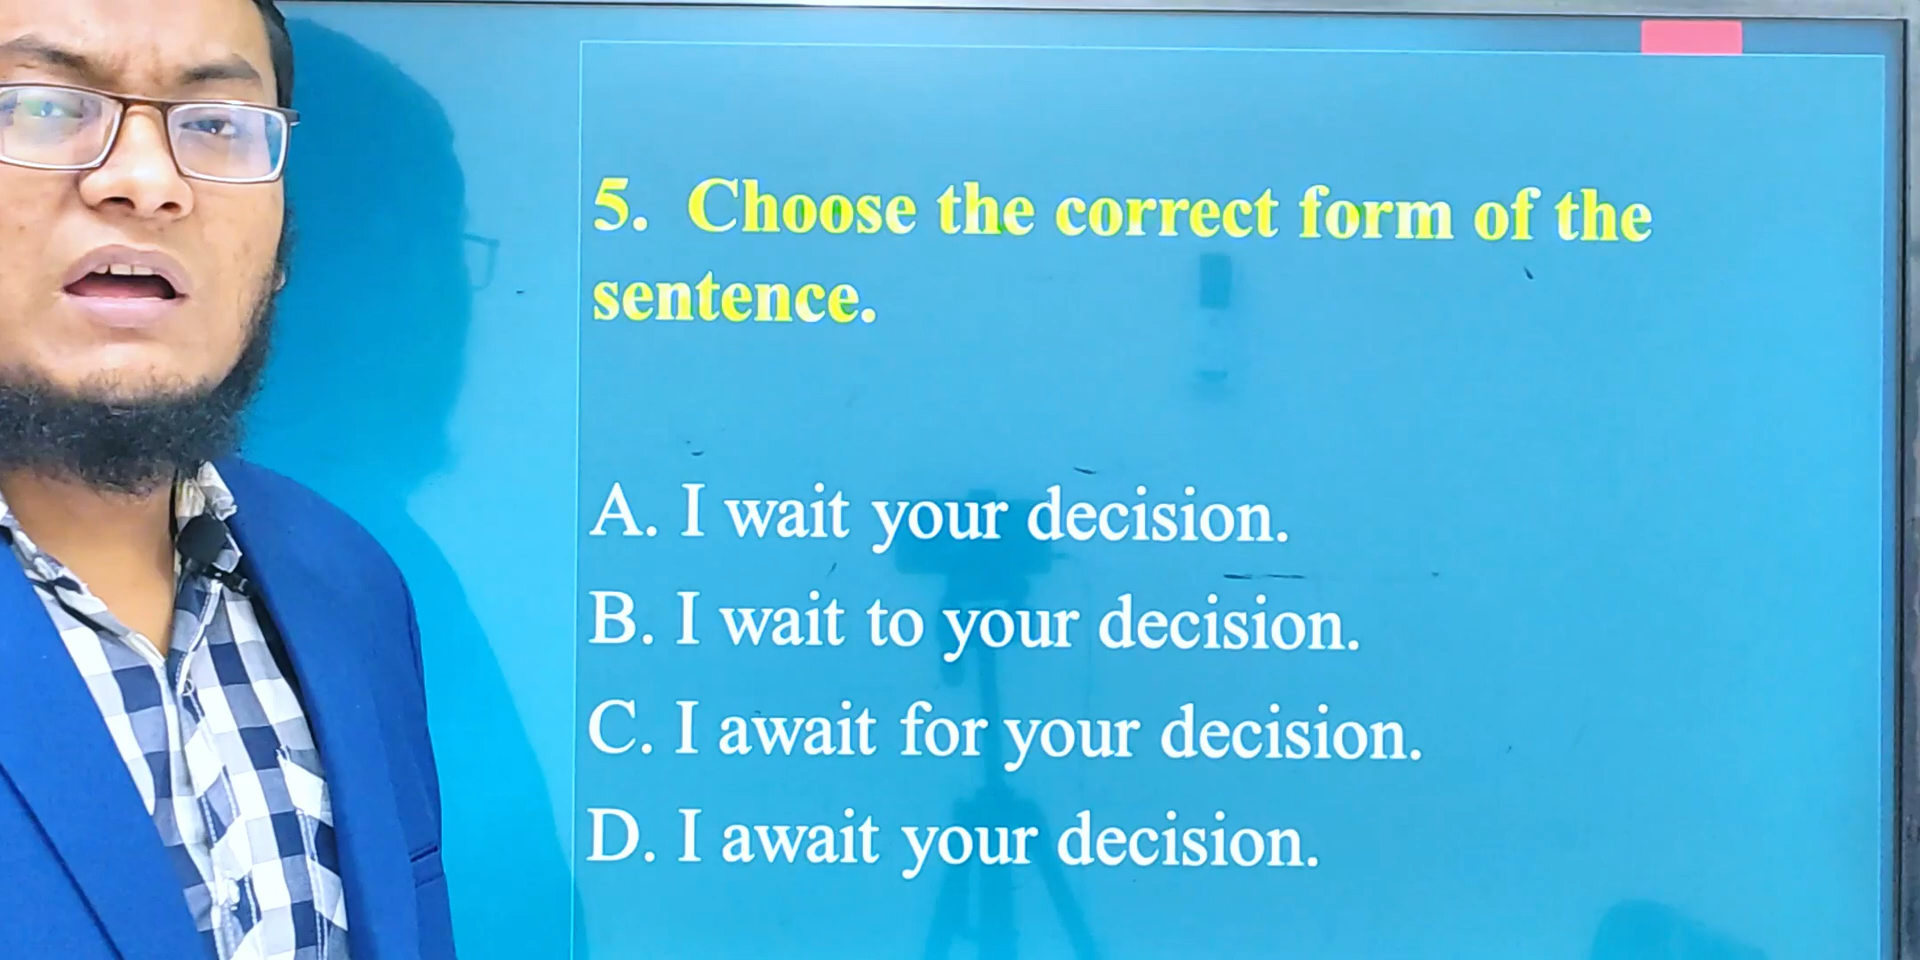 5. Choose the correct form of the
sentence.
A. I wait your decision.
B. I wait to your decision.
C. I await for your decision.
D. I await your decision.